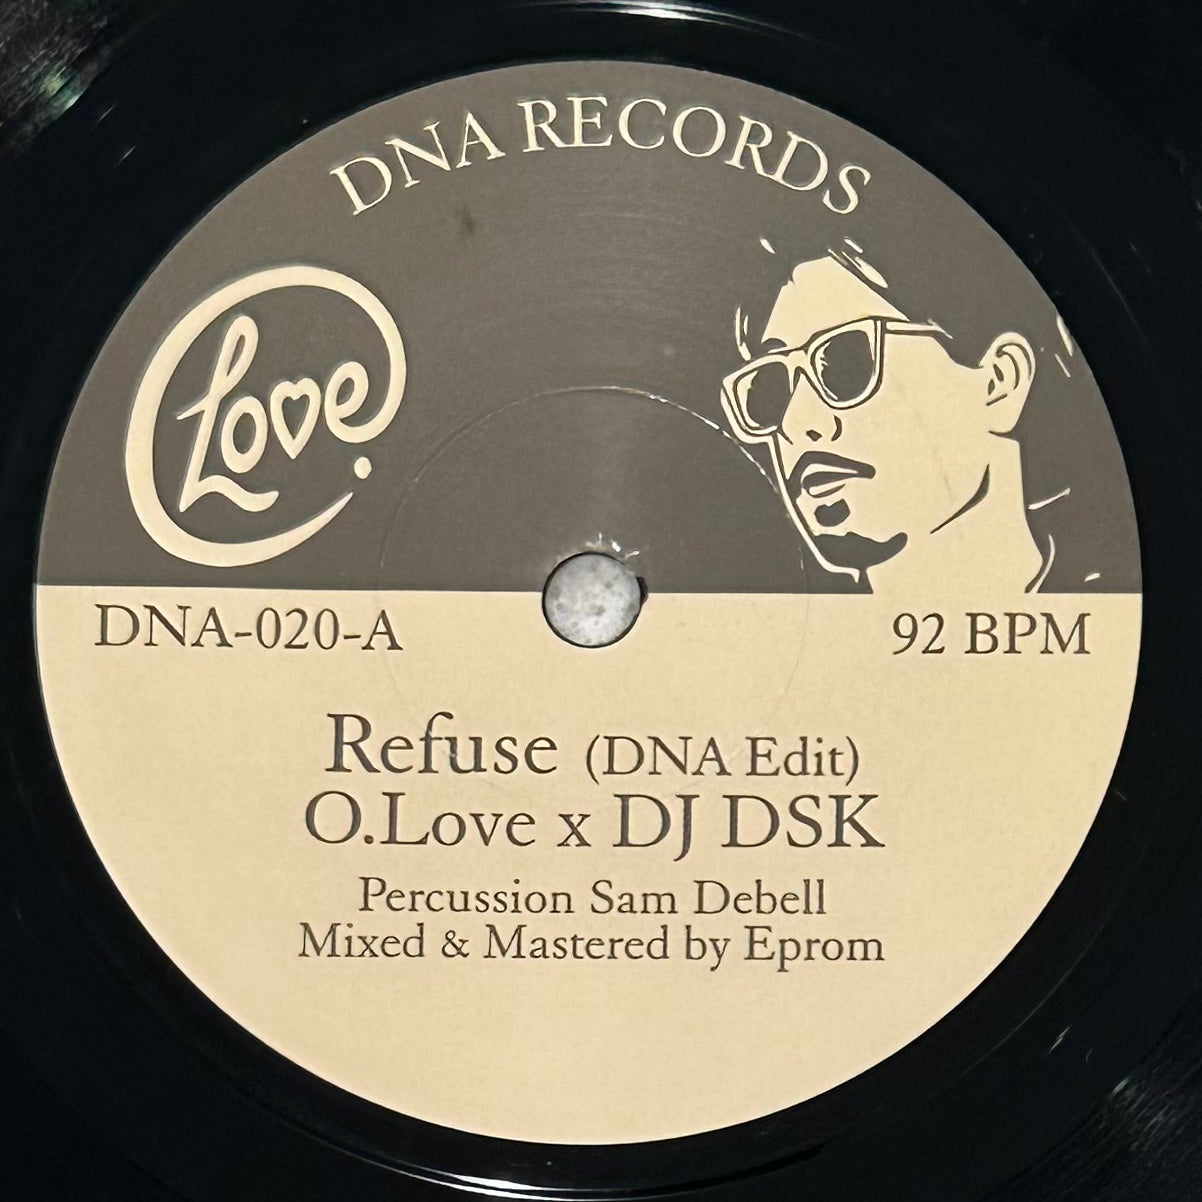 DNA RECORDS
Love
DNA-020-A
92 BPM
Refuse (DNA Edit)
O.Love x DJ DSK
Percussion Sam Debell
Mixed & Mastered by Eprom